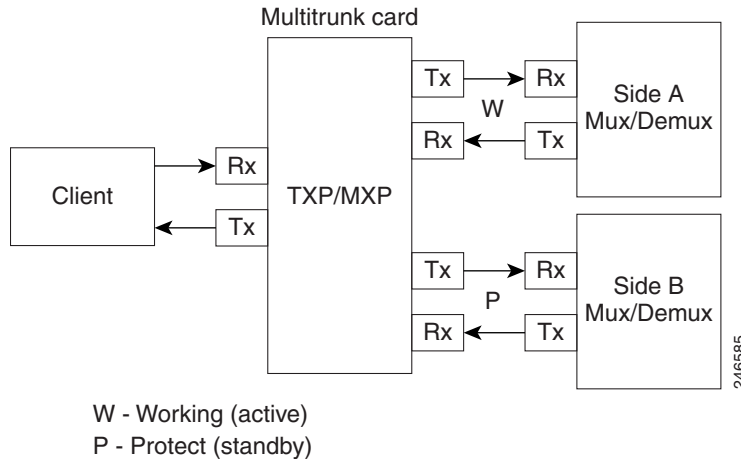 Multitrunk card
Tx
Rx
W
Rx
Tx
Side A
Mux/Demux
Client
Rx
Tx
TXP/MXP
Tx
Rx
P
Rx
Tx
Side B
Mux/Demux
246585
W - Working (active)
P - Protect (standby)